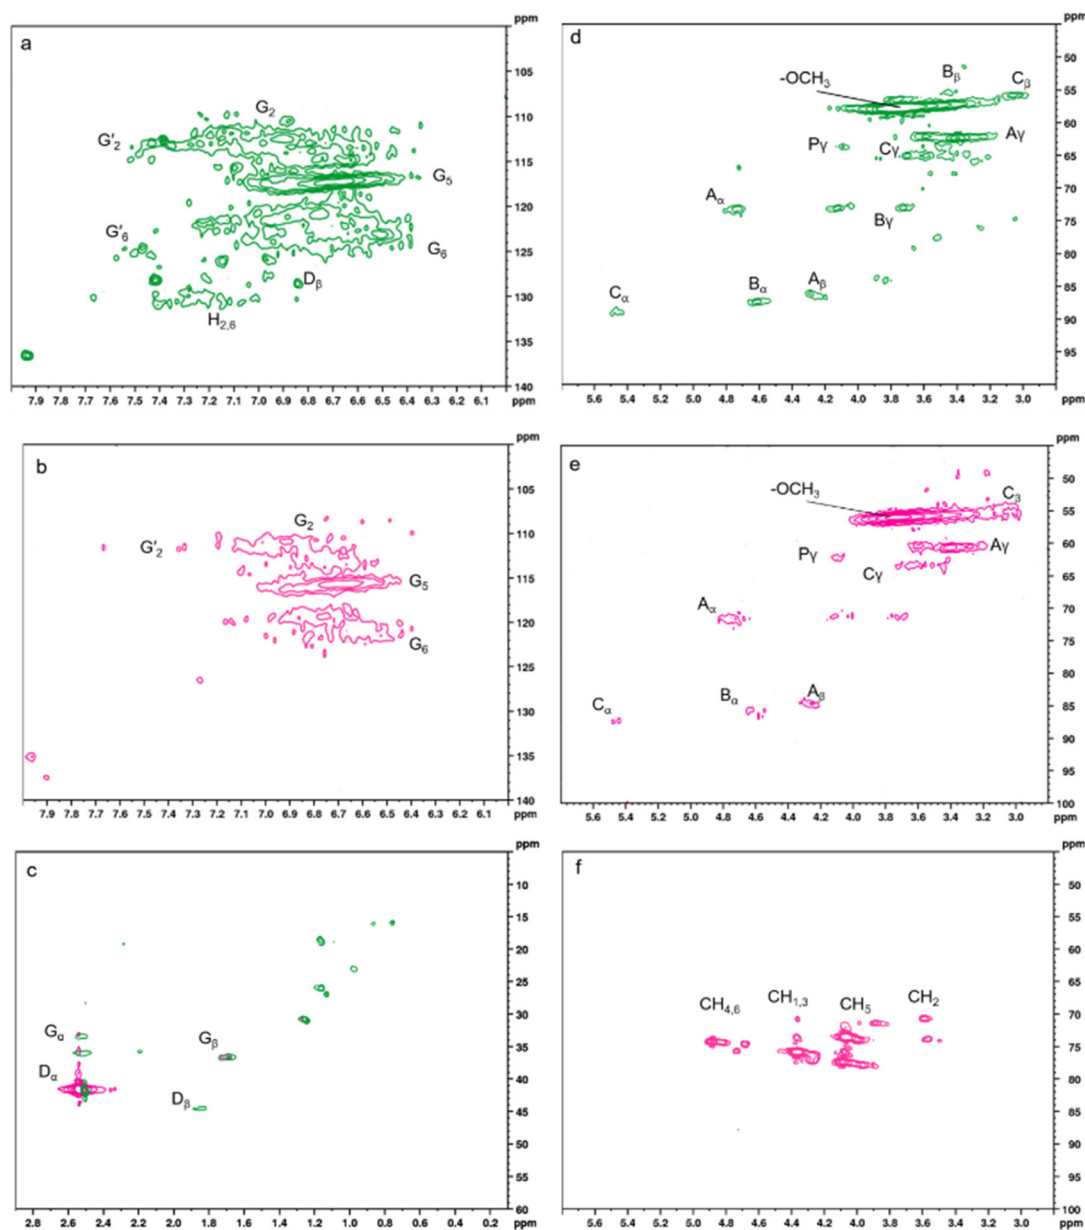 a
ppm
100
105
110
115
120
125
130
135
140
G₂
G'₂
G₅
G'₆
G₆
Dᵦ
H₂,₆
7.9 7.8 7.7 7.6 7.5 7.4 7.3 7.2 7.1 7.0 6.9 6.8 6.7 6.6 6.5 6.4 6.3 6.2 6.1 ppm
d
ppm
50
55
60
65
70
75
80
85
90
95
-OCH₃
Bβ
Cβ
Aγ
Pγ
Cγ
Aα
Bγ
Cα
Bα
Aβ
5.6 5.4 5.2 5.0 4.8 4.6 4.4 4.2 4.0 3.8 3.6 3.4 3.2 3.0 ppm
b
ppm
105
110
115
120
125
130
135
140
G₂
G'₂
G₅
G₆
7.9 7.8 7.7 7.6 7.5 7.4 7.3 7.2 7.1 7.0 6.9 6.8 6.7 6.6 6.5 6.4 6.3 6.2 6.1 ppm
e
ppm
50
55
60
65
70
75
80
85
90
95
100
-OCH₃
C₃
Aγ
Pγ
Cγ
Aα
Cα
Bα
Aβ
5.6 5.4 5.2 5.0 4.8 4.6 4.4 4.2 4.0 3.8 3.6 3.4 3.2 3.0 ppm
c
ppm
5
10
15
20
25
30
35
40
45
50
55
60
Gα
Gβ
Dα
Dβ
2.8 2.6 2.4 2.2 2.0 1.8 1.6 1.4 1.2 1.0 0.8 0.6 0.4 0.2 ppm
f
ppm
50
55
60
65
70
75
80
85
90
95
100
CH₄,₆ CH₁,₃ CH₅ CH₂
5.6 5.4 5.2 5.0 4.8 4.6 4.4 4.2 4.0 3.8 3.6 3.4 3.2 3.0 ppm